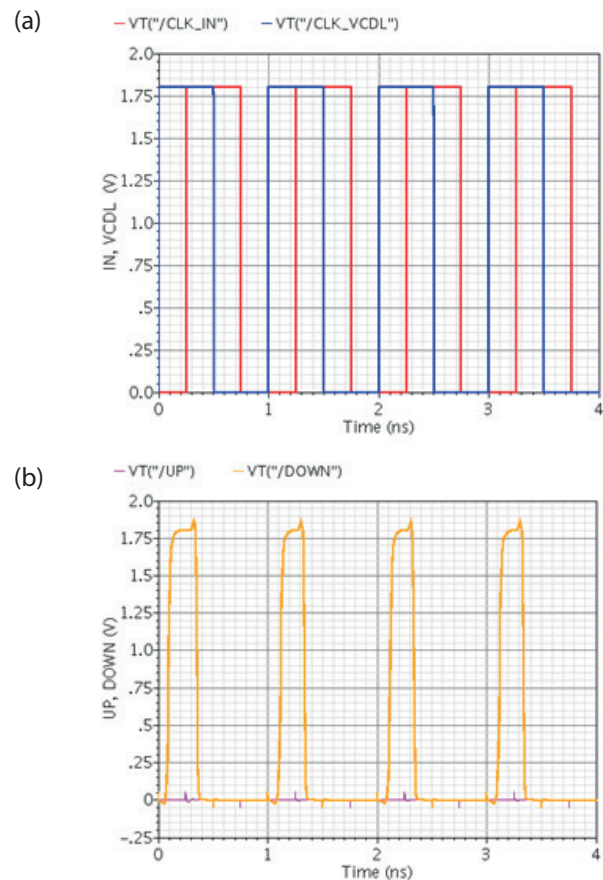 (a)
VT("/CLK_IN") VT("/CLK_VCDL")
2.0
1.75
1.5
1.25
1.0
.75
.5
.25
0.0
IN, VCDL (V)
0 1 2 3 4
Time (ns)
(b)
VT("/UP") VT("/DOWN")
2.0
1.75
1.5
1.25
1.0
.75
.5
.25
0
-.25
UP, DOWN (V)
0 1 2 3 4
Time (ns)